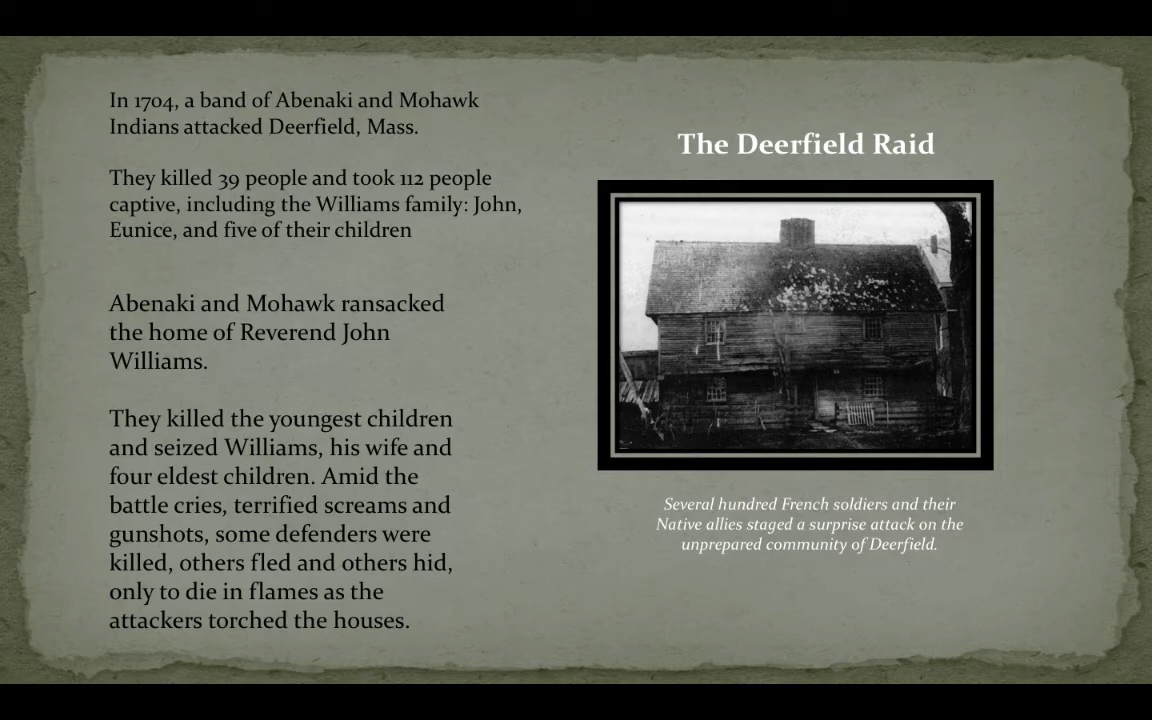 In 1704, a band of Abenaki and Mohawk
Indians attacked Deerfield, Mass.
They killed 39 people and took 112 people
captive, including the Williams family: John,
Eunice, and five of their children
Abenaki and Mohawk ransacked
the home of Reverend John
Williams.
They killed the youngest children
and seized Williams, his wife and
four eldest children. Amid the
battle cries, terrified screams and
gunshots, some defenders were
killed, others fled and others hid,
only to die in flames as the
attackers torched the houses.
The Deerfield Raid
Several hundred French soldiers and their
Native allies staged a surprise attack on the
unprepared community of Deerfield.